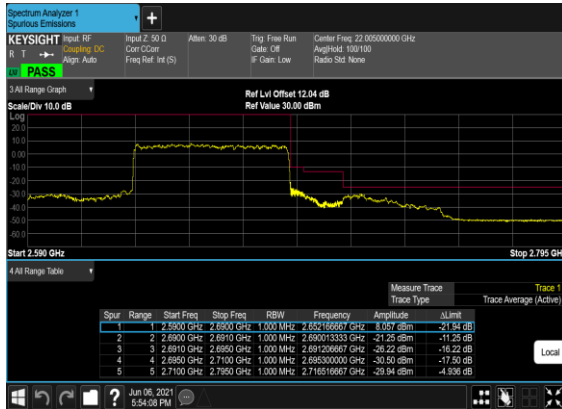 Spectrum Analyzer 1
Spurious Emissions
KEYSIGHT Input: RF Input Z: 50 Ω Atten: 30 dB Trig: Free Run Center Freq: 22.005000000 GHz
R T Coupling: DC Corr CCorr Gate: Off Avg|Hold: 100/100
Align: Auto Freq Ref: Int (S) IF Gain: Low Radio Std: None
PASS
3 All Range Graph
Ref Lvl Offset 12.04 dB
Scale/Div 10.0 dB Ref Value 30.00 dBm
Log
20.0
10.0
0.00
-10.0
-20.0
-30.0
-40.0
-50.0
-60.0
Start 2.590 GHz Stop 2.795 GH
4 All Range Table
Measure Trace Trace 1
Trace Type Trace Average (Active)
Spur Range Start Freq Stop Freq RBW Frequency Amplitude ΔLimit
1 1 2.5900 GHz 2.6900 GHz 1.000 MHz 2.652166667 GHz 8.057 dBm -21.94 dB
2 2 2.6900 GHz 2.6910 GHz 1.000 MHz 2.690013333 GHz -21.25 dBm -11.25 dB
3 3 2.6910 GHz 2.6950 GHz 1.000 MHz 2.691206667 GHz -26.22 dBm -16.22 dB
4 4 2.6950 GHz 2.7100 GHz 1.000 MHz 2.695300000 GHz -30.50 dBm -17.50 dB
5 5 2.7100 GHz 2.7950 GHz 1.000 MHz 2.716516667 GHz -29.94 dBm -4.936 dB
Local
Jun 06, 2021
5:54:08 PM